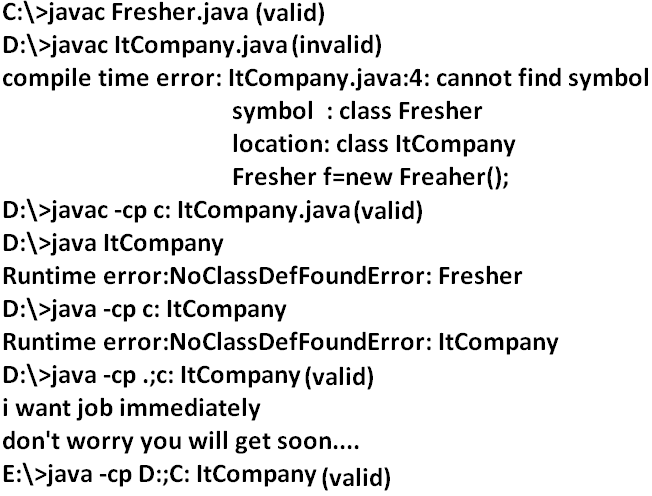 C:\>javac Fresher.java (valid)
D:\>javac ItCompany.java(invalid)
compile time error: ItCompany.java:4: cannot find symbol
symbol : class Fresher
location: class ItCompany
Fresher f=new Freaher();
D:\>javac -cp c: ItCompany.java(valid)
D:\>java ItCompany
Runtime error:NoClassDefFoundError: Fresher
D:\>java -cp c: ItCompany
Runtime error:NoClassDefFoundError: ItCompany
D:\>java -cp .;c: ItCompany (valid)
i want job immediately
don't worry you will get soon....
E:\>java -cp D:;C: ItCompany (valid)